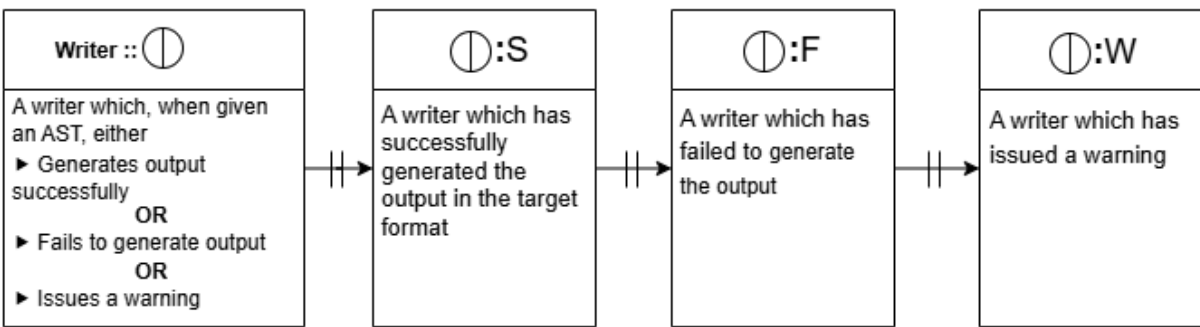 Writer ::
A writer which, when given
an AST, either
▶ Generates output
successfully
OR
▶ Fails to generate output
OR
▶ Issues a warning
:S
A writer which has
successfully
generated the
output in the target
format
:F
A writer which has
failed to generate
the output
:W
A writer which has
issued a warning